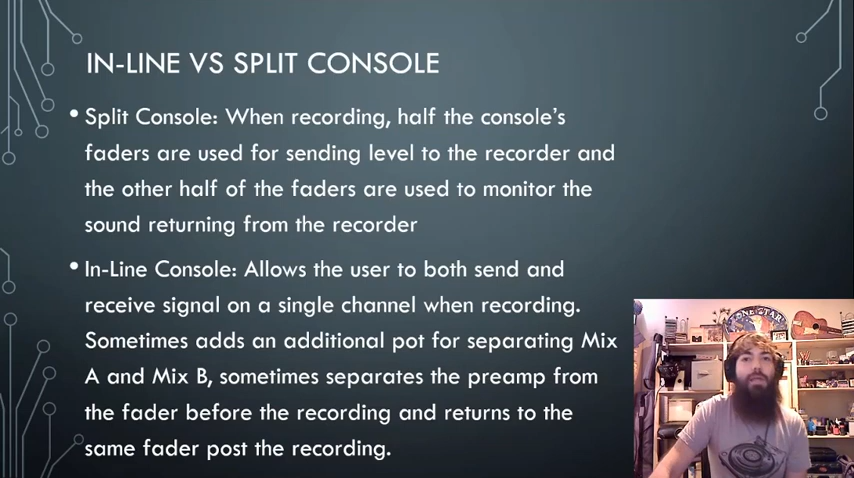 IN-LINE VS SPLIT CONSOLE
• Split Console: When recording, half the console's
faders are used for sending level to the recorder and
the other half of the faders are used to monitor the
sound returning from the recorder
• In-Line Console: Allows the user to both send and
receive signal on a single channel when recording.
Sometimes adds an additional pot for separating Mix
A and Mix B, sometimes separates the preamp from
the fader before the recording and returns to the
same fader post the recording.
LONE STAR